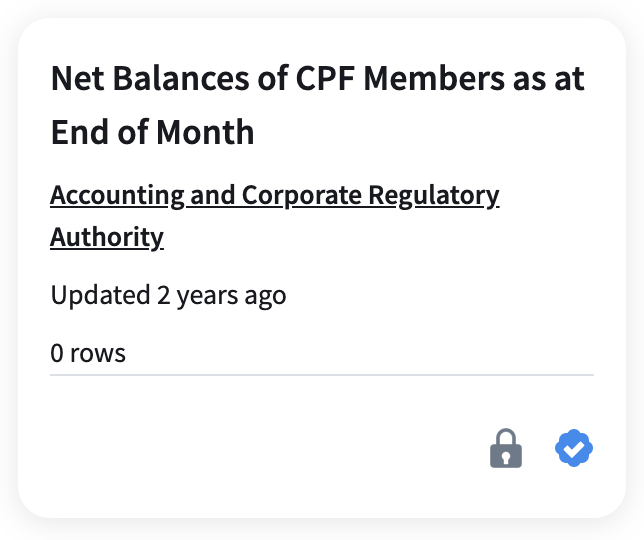 Net Balances of CPF Members as at
End of Month
Accounting and Corporate Regulatory
Authority
Updated 2 years ago
0 rows